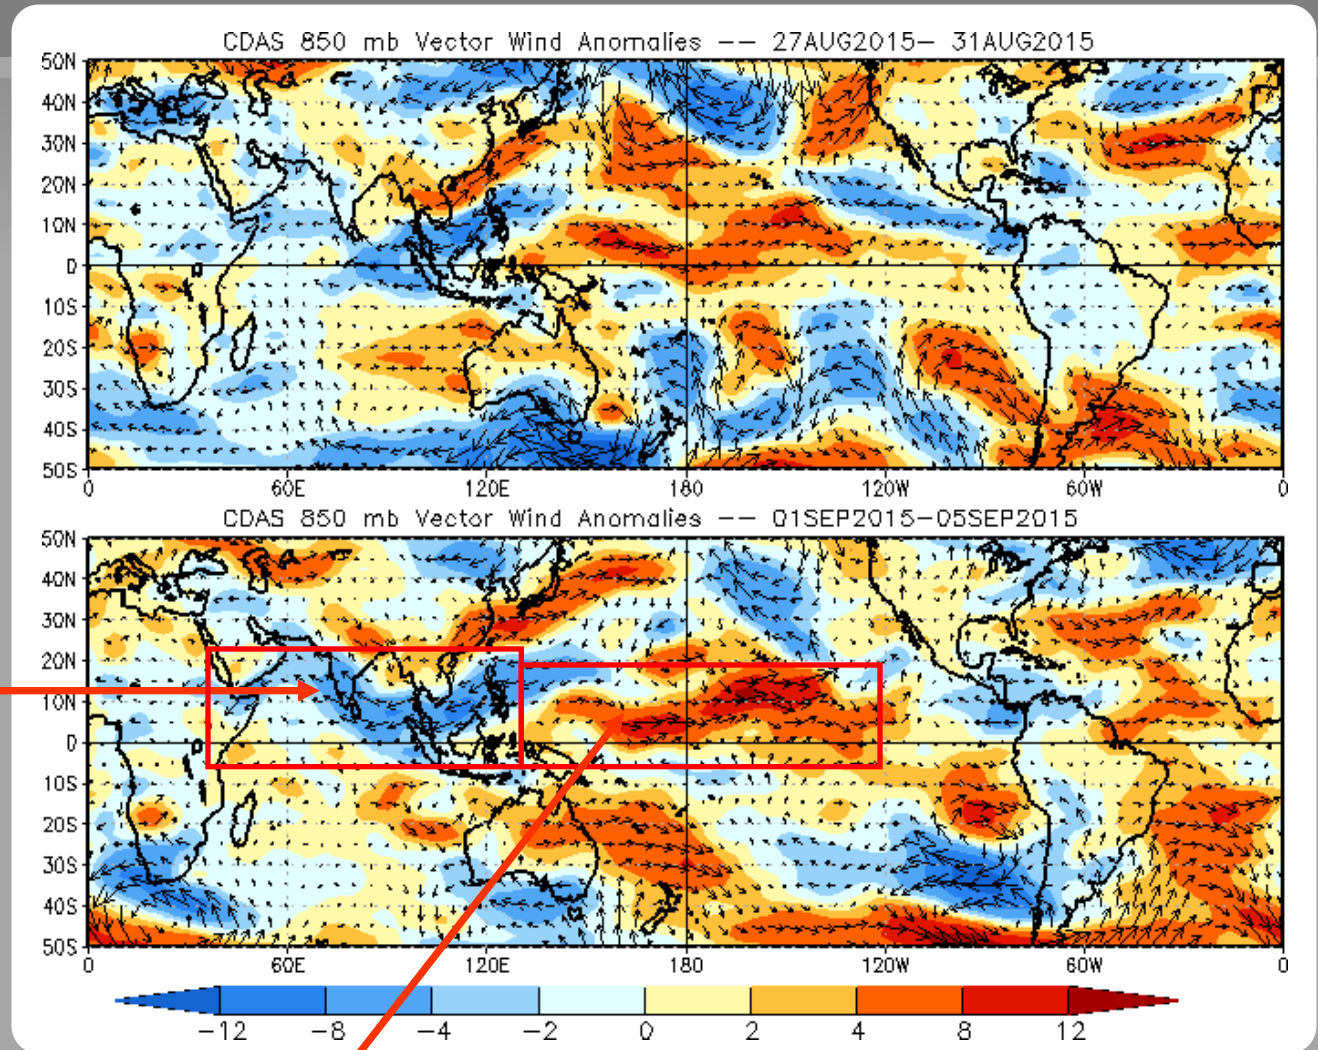 CDAS 850 mb Vector Wind Anomalies -- 27AUG2015- 31AUG2015
50N
40N
30N
20N
10N
0
10S
20S
30S
40S
50S
0 60E 120E 180 120W 60W 0
CDAS 850 mb Vector Wind Anomalies -- 01SEP2015-05SEP2015
50N
40N
30N
20N
10N
0
10S
20S
30S
40S
50S
0 60E 120E 180 120W 60W 0
-12 -8 -4 -2 0 2 4 8 12